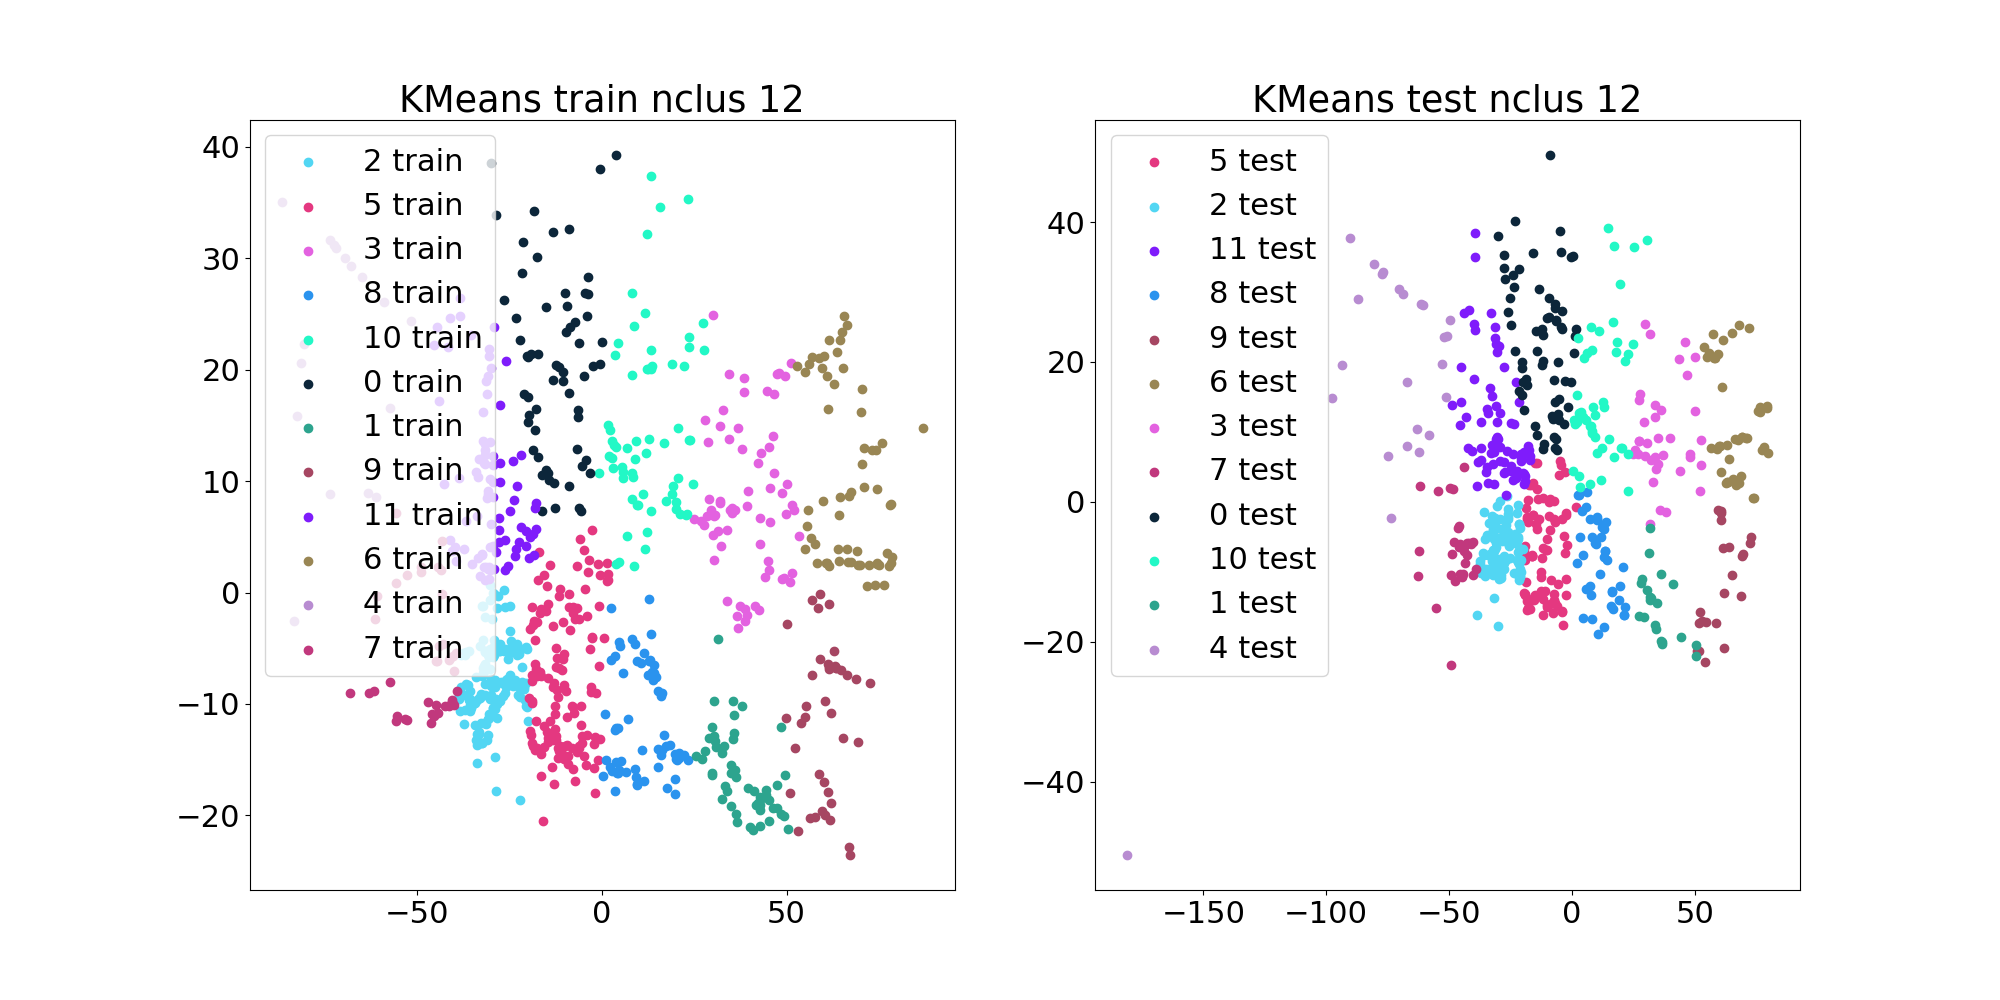 KMeans train nclus 12
40
30
20
10
0
−10
−20
−50
0
50
2 train
5 train
3 train
8 train
10 train
0 train
1 train
9 train
11 train
6 train
4 train
7 train
KMeans test nclus 12
40
20
0
−20
−40
−150
−100
−50
0
50
5 test
2 test
11 test
8 test
9 test
6 test
3 test
7 test
0 test
10 test
1 test
4 test